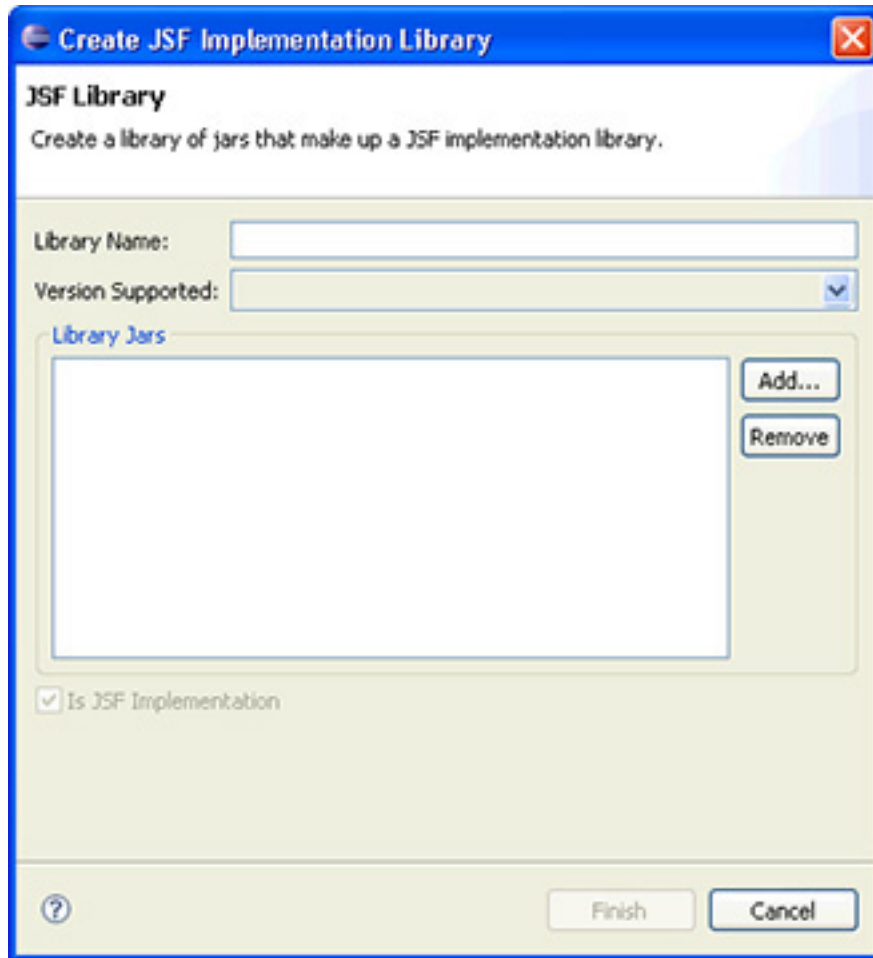 Create JSF Implementation Library
JSF Library
Create a library of jars that make up a JSF implementation library.
Library Name:
Version Supported:
Library Jars
Add...
Remove
Is JSF Implementation
?
Finish
Cancel